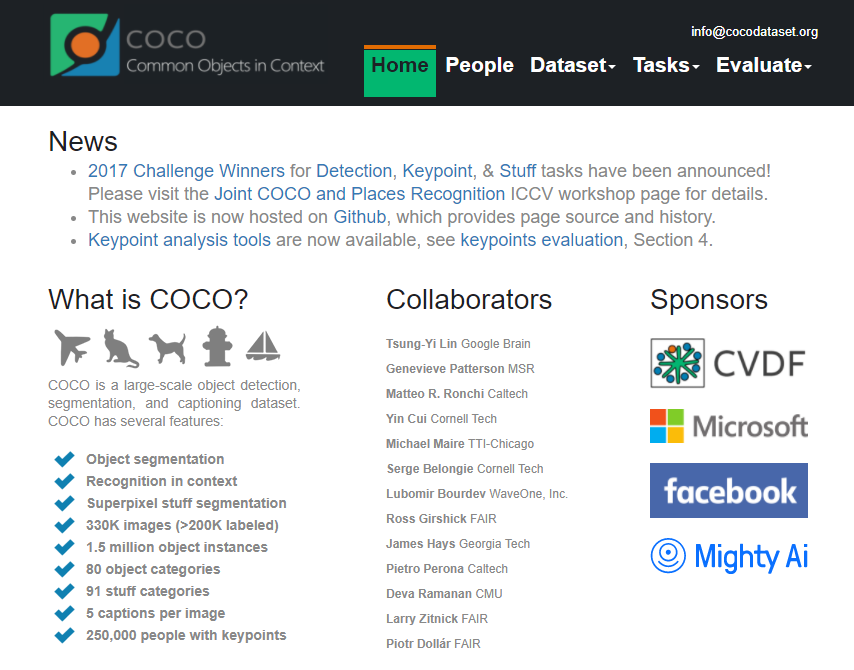 COCO
Common Objects in Context
info@cocodataset.org
Home People Dataset Tasks Evaluate
News
2017 Challenge Winners for Detection, Keypoint, & Stuff tasks have been announced!
Please visit the Joint COCO and Places Recognition ICCV workshop page for details.
This website is now hosted on Github, which provides page source and history.
Keypoint analysis tools are now available, see keypoints evaluation, Section 4.
What is COCO?
COCO is a large-scale object detection,
segmentation, and captioning dataset.
COCO has several features:
Object segmentation
Recognition in context
Superpixel stuff segmentation
330K images (>200K labeled)
1.5 million object instances
80 object categories
91 stuff categories
5 captions per image
250,000 people with keypoints
Collaborators
Tsung-Yi Lin Google Brain
Genevieve Patterson MSR
Matteo R. Ronchi Caltech
Yin Cui Cornell Tech
Michael Maire TTI-Chicago
Serge Belongie Cornell Tech
Lubomir Bourdev WaveOne, Inc.
Ross Girshick FAIR
James Hays Georgia Tech
Pietro Perona Caltech
Deva Ramanan CMU
Larry Zitnick FAIR
Piotr Dollár FAIR
Sponsors
CVDF
Microsoft
facebook
Mighty Ai